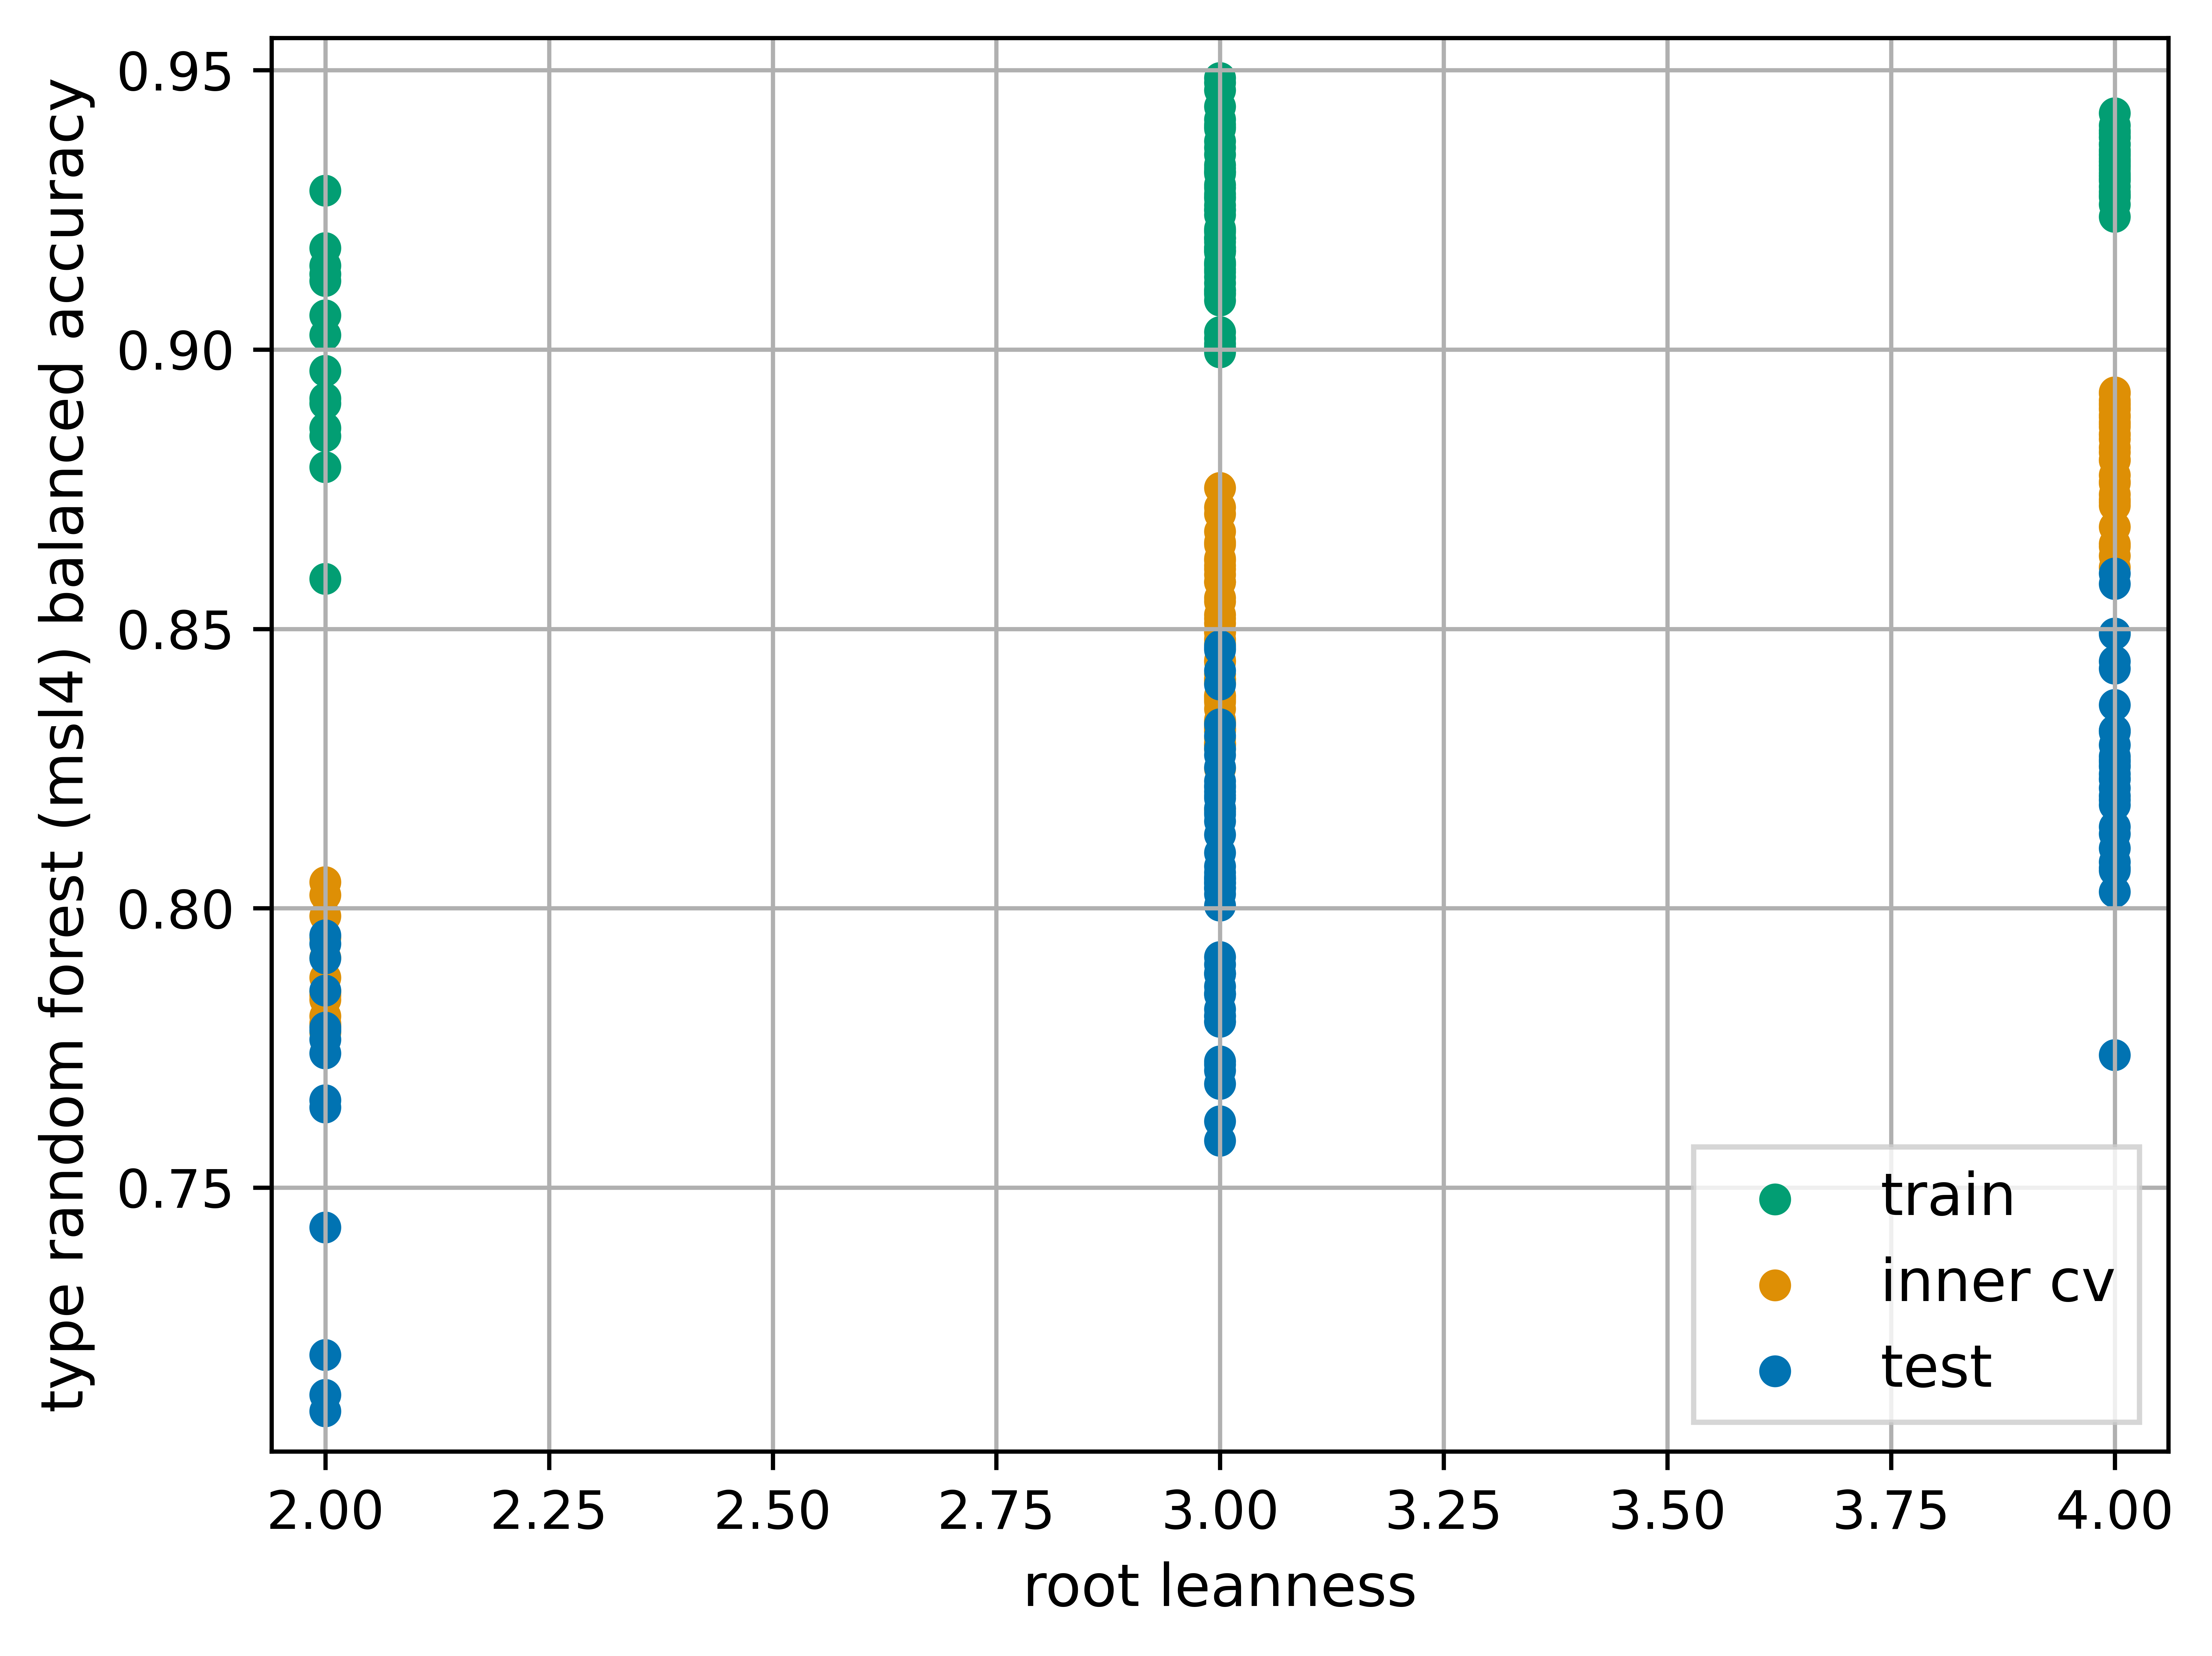 type random forest (msl4) balanced accuracy
0.95
0.90
0.85
0.80
0.75
train
inner cv
test
2.00 2.25 2.50 2.75 3.00 3.25 3.50 3.75 4.00
root leanness